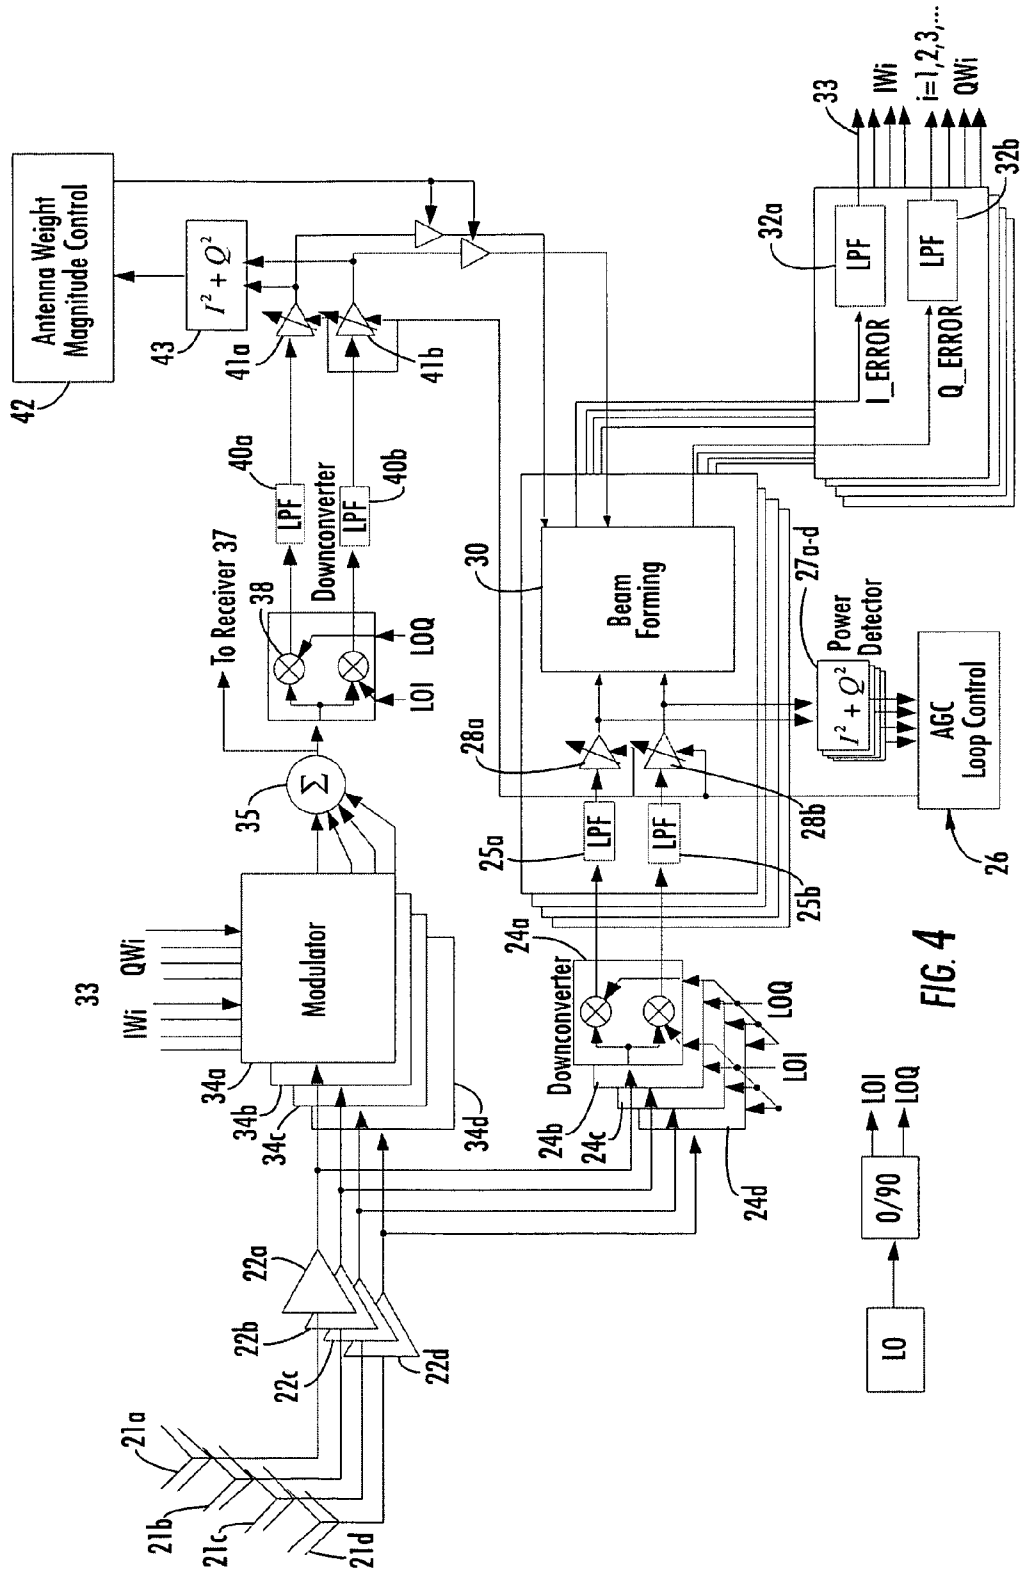 21a
21b
21c
21d
22a
22b
22c
22d
33
IWi
QWi
34a
34b
34c
34d
Modulator
35
Σ
To Receiver 37
38
LOI
LOQ
Downconverter
40a
LPF
LPF
40b
41a
41b
43
I² + Q²
42
Antenna Weight
Magnitude Control
24a
24b
24c
24d
Downconverter
LOI
LOQ
25a
LPF
LPF
25b
28a
28b
30
Beam
Forming
Power
Detector
27a-d
I² + Q²
AGC
Loop Control
26
I_ERROR
Q_ERROR
32a
LPF
LPF
32b
33
IWi
i=1,2,3,...
QWi
LO
0/90
LOI
LOQ
FIG. 4